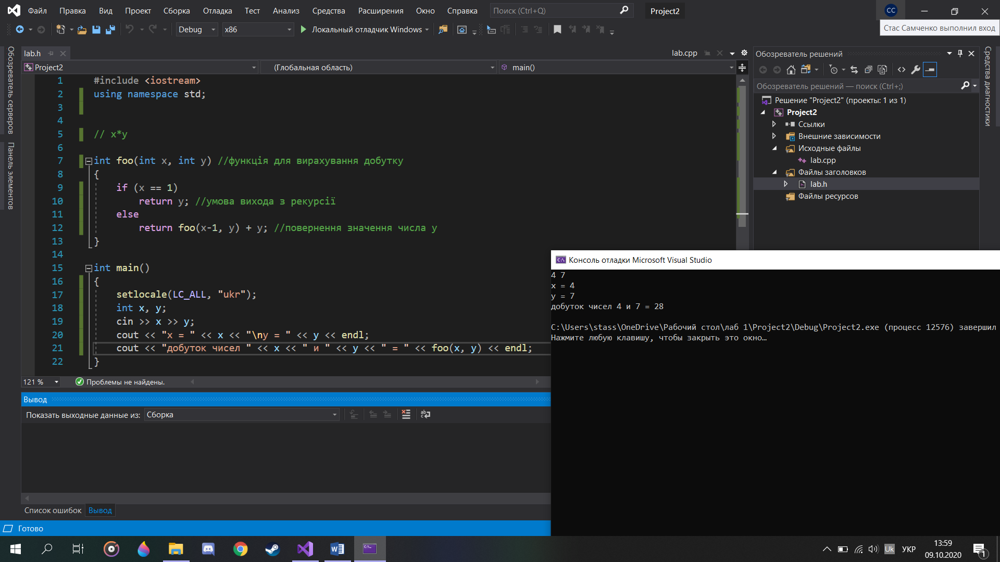 Файл Правка Вид Проект Сборка Отладка Тест Анализ Средства Расширения Окно Справка Поиск (Ctrl+Q) Project2 CC
Debug x86 Локальный отладчик Windows
Стас Самченко выполнил вход
Обозреватель серверов
Панель элементов
lab.h
lab.cpp
Project2 (Глобальная область) main()
1 #include <iostream>
2 using namespace std;
3
4
5 // x*y
6
7 int foo(int x, int y) //функція для вирахування добутку
8 {
9 if (x == 1)
10 return y; //умова вихода з рекурсії
11 else
12 return foo(x-1, y) + y; //повернення значення числа y
13 }
14
15 int main()
16 {
17 setlocale(LC_ALL, "ukr");
18 int x, y;
19 cin >> x >> y;
20 cout << "x = " << x << "\ny = " << y << endl;
21 cout << "добуток чисел " << x << " и " << y << " = " << foo(x, y) << endl;
22 }
121 % Проблемы не найдены.
Вывод
Показать выходные данные из: Сборка
Список ошибок Вывод
Готово
Обозреватель решений
Обозреватель решений — поиск (Ctrl+;)
Решение "Project2" (проекты: 1 из 1)
Project2
Ссылки
Внешние зависимости
Исходные файлы
lab.cpp
Файлы заголовков
lab.h
Файлы ресурсов
Средства диагностики
Консоль отладки Microsoft Visual Studio
4 7
x = 4
y = 7
добуток чисел 4 и 7 = 28
C:\Users\stass\OneDrive\Рабочий стол\лаб 1\Project2\Debug\Project2.exe (процесс 12576) завершил
Нажмите любую клавишу, чтобы закрыть это окно…
Uk УКР 13:59
09.10.2020
1